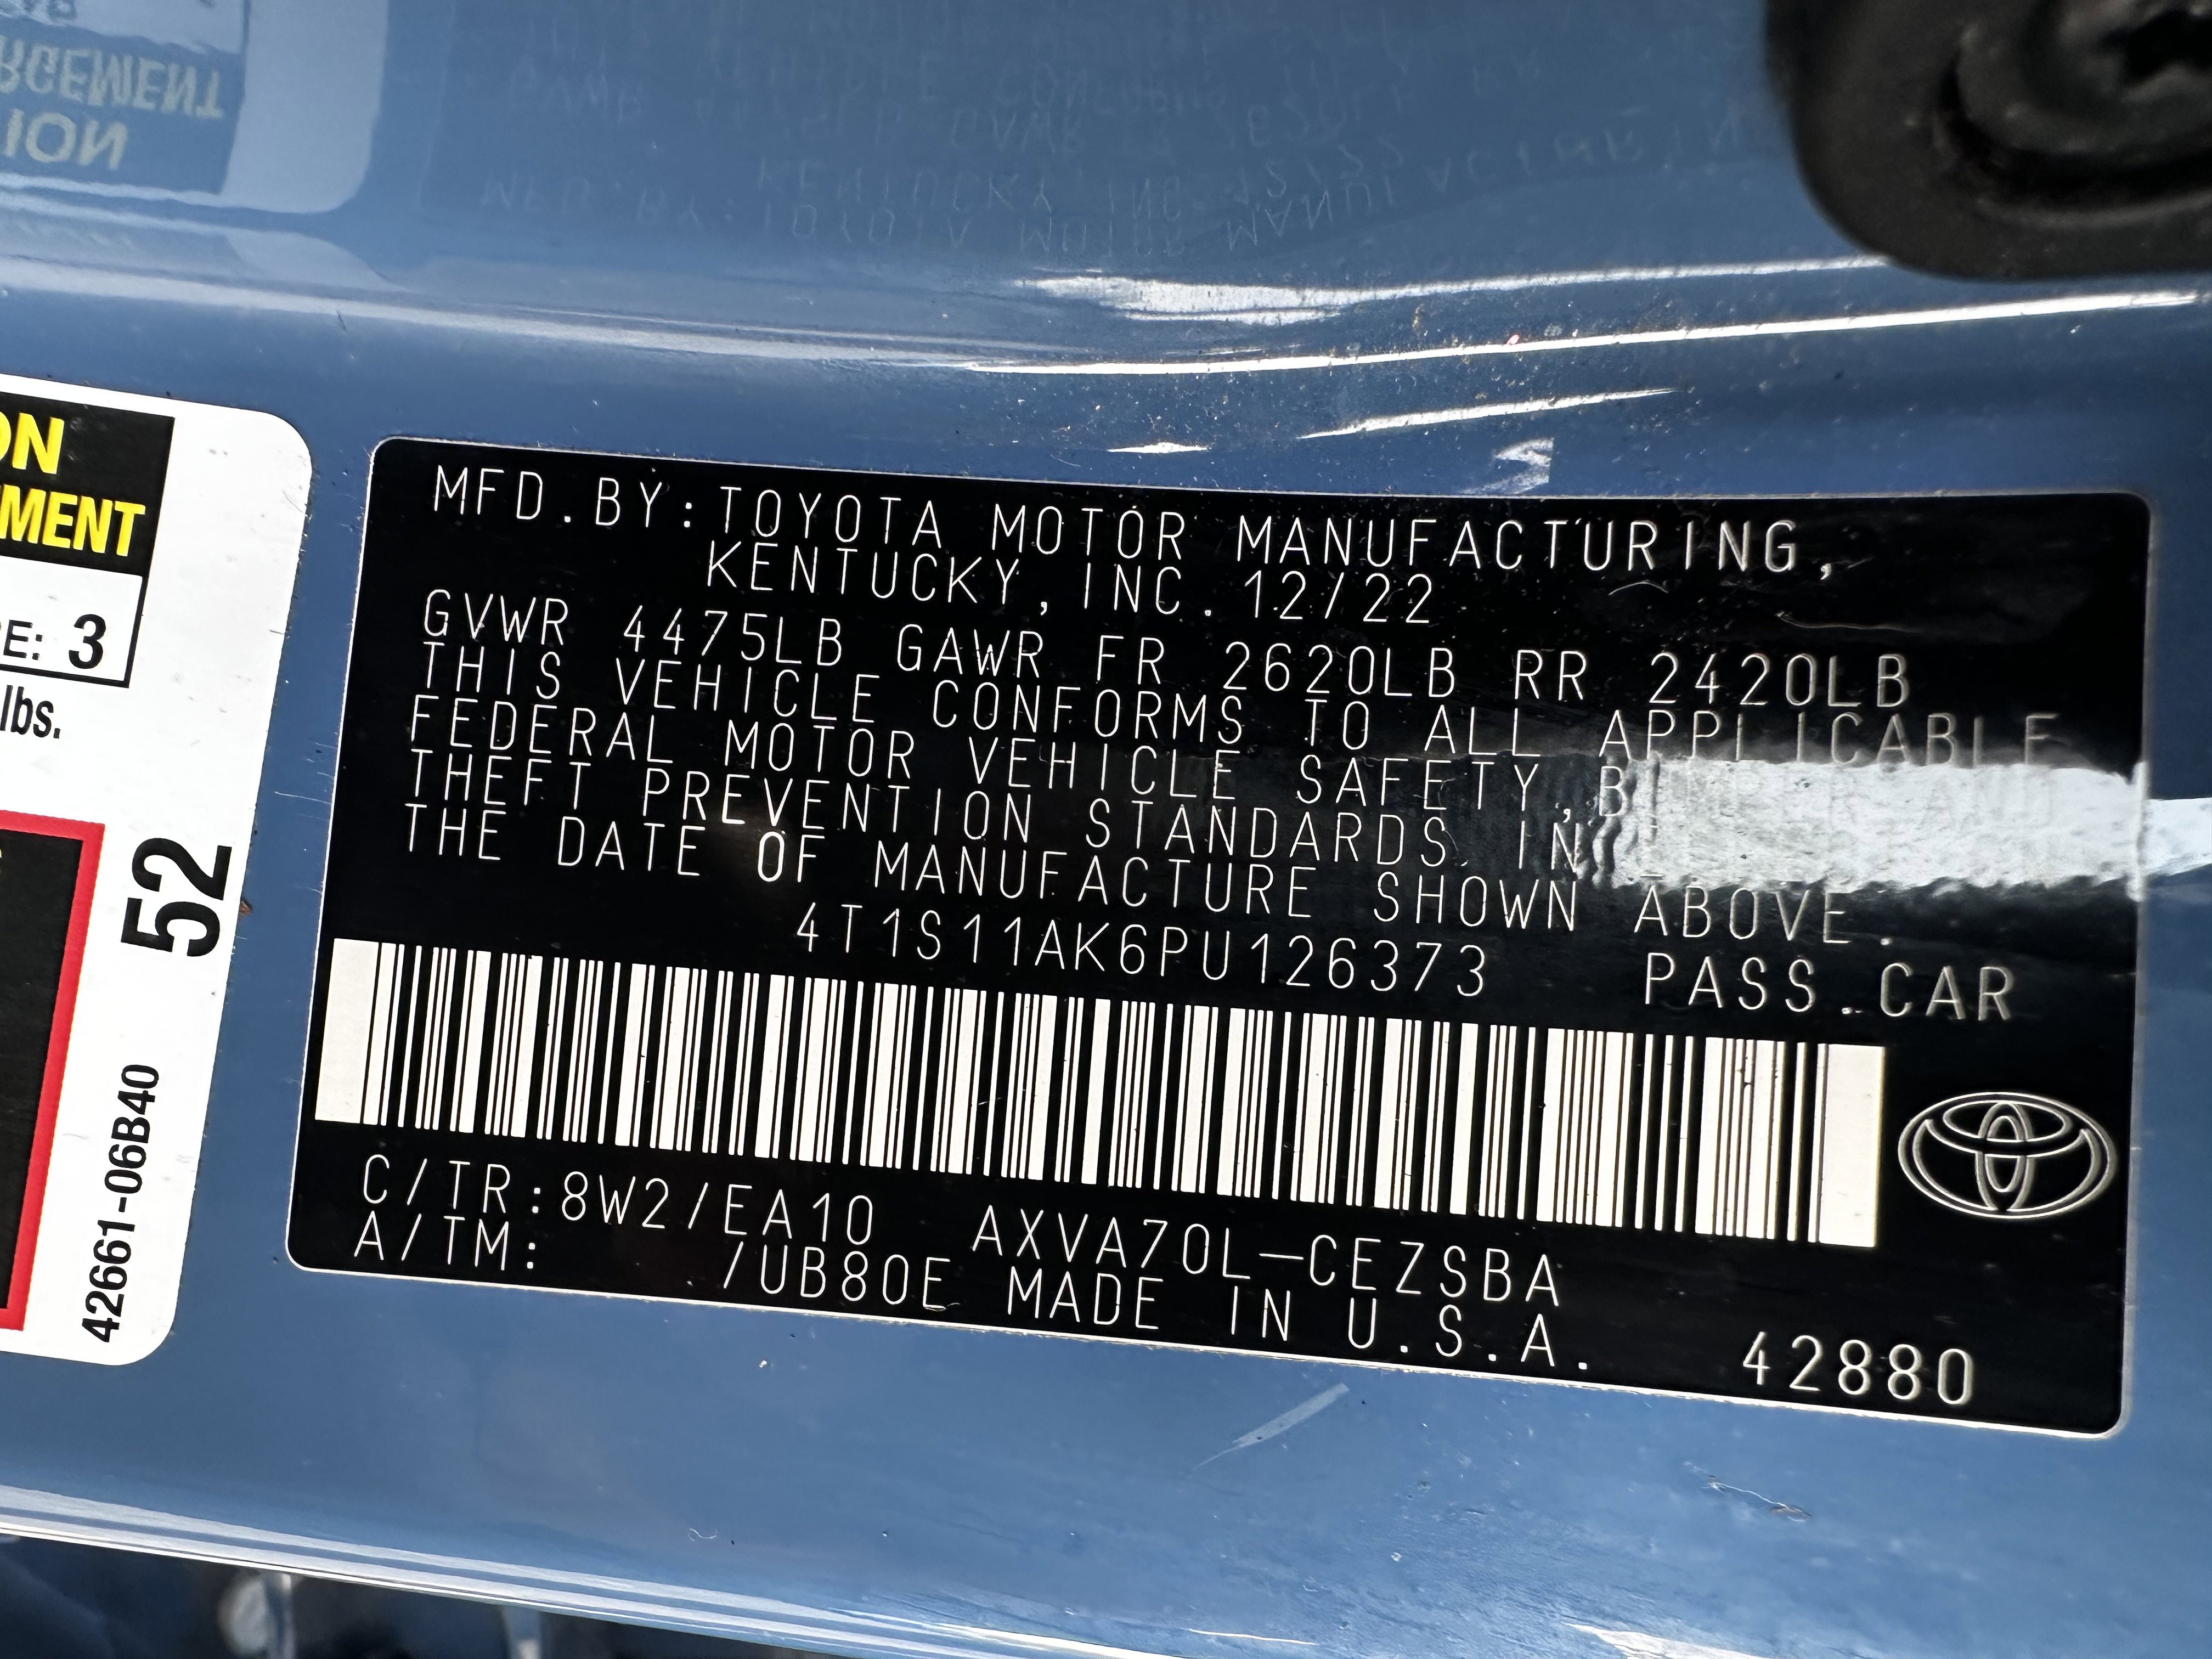 MFD.BY:TOYOTA MOTOR MANUFACTURING,
KENTUCKY,INC.12/22
GVWR 4475LB GAWR FR 2620LB RR 2420LB
THIS VEHICLE CONFORMS TO ALL APPLICABLE
FEDERAL MOTOR VEHICLE SAFETY,BUMPER AND
THEFT PREVENTION STANDARDS IN
THE DATE OF MANUFACTURE SHOWN ABOVE.
4T1S11AK6PU126373 PASS.CAR
C/TR:8W2/EA10 AXVA70L-CEZSBA
A/TM: /UB80E MADE IN U.S.A.
42880
ON
MENT
E: 3
lbs.
52
42661-06B40